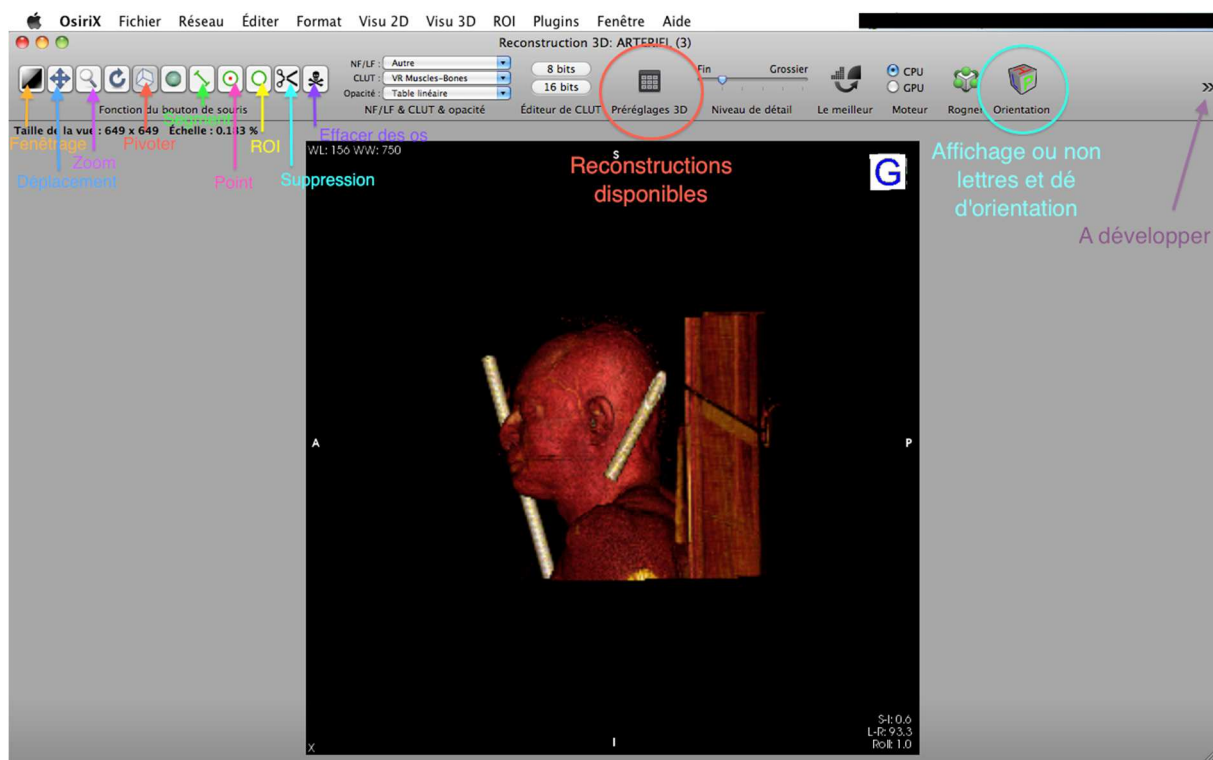 OsiriX Fichier Réseau Éditer Format Visu 2D Visu 3D ROI Plugins Fenêtre Aide
Reconstruction 3D: ARTERIEL (3)
NF/LF : Autre
CLUT : VR Muscles-Bones
Opacité : Table linéaire
8 bits
16 bits
Fin Grossier
CPU
GPU
Fonction du bouton de souris NF/LF & CLUT & opacité Éditeur de CLUT Préréglages 3D Niveau de détail Le meilleur Moteur Rogner Orientation
Taille de la vue : 649 x 649 Échelle : 0.183 %
Fenêtrage
Déplacement
Zoom
Pivoter
Segment
Point
ROI
Suppression
Effacer des os
WL: 156 WW: 750
S
G
Reconstructions
disponibles
Affichage ou non
lettres et dé
d'orientation
A développer
A
P
S-I: 0.6
L-R: 93.3
Roll: 1.0
X
I